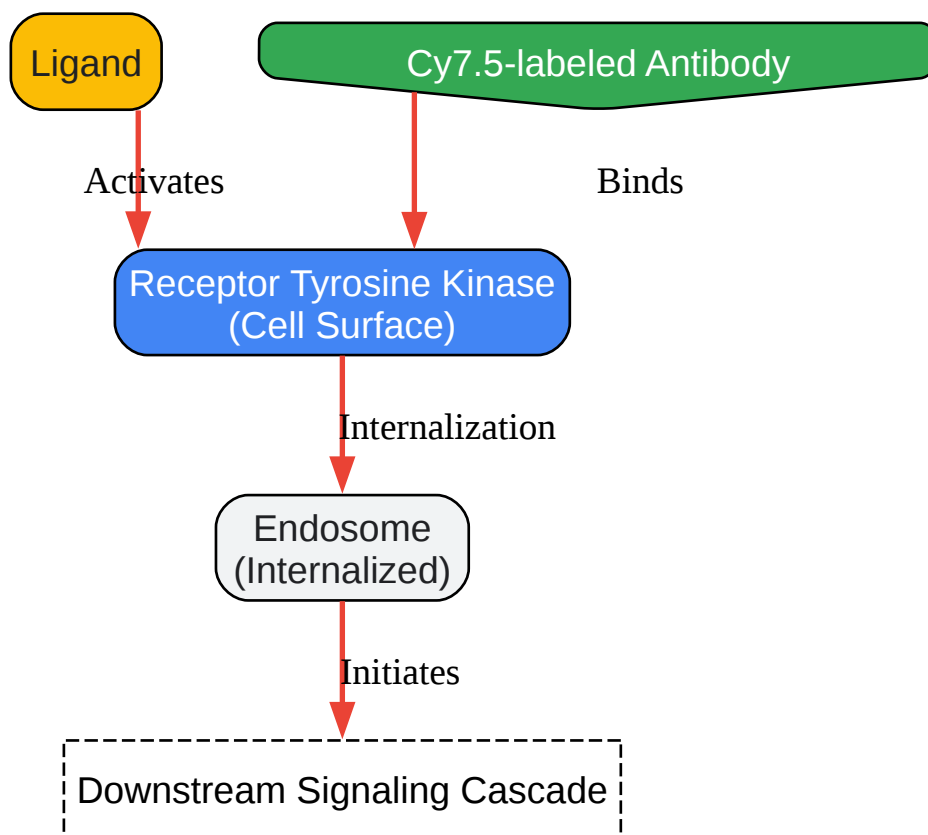 Ligand
Cy7.5-labeled Antibody
Activates
Binds
Receptor Tyrosine Kinase
(Cell Surface)
Internalization
Endosome
(Internalized)
Initiates
Downstream Signaling Cascade